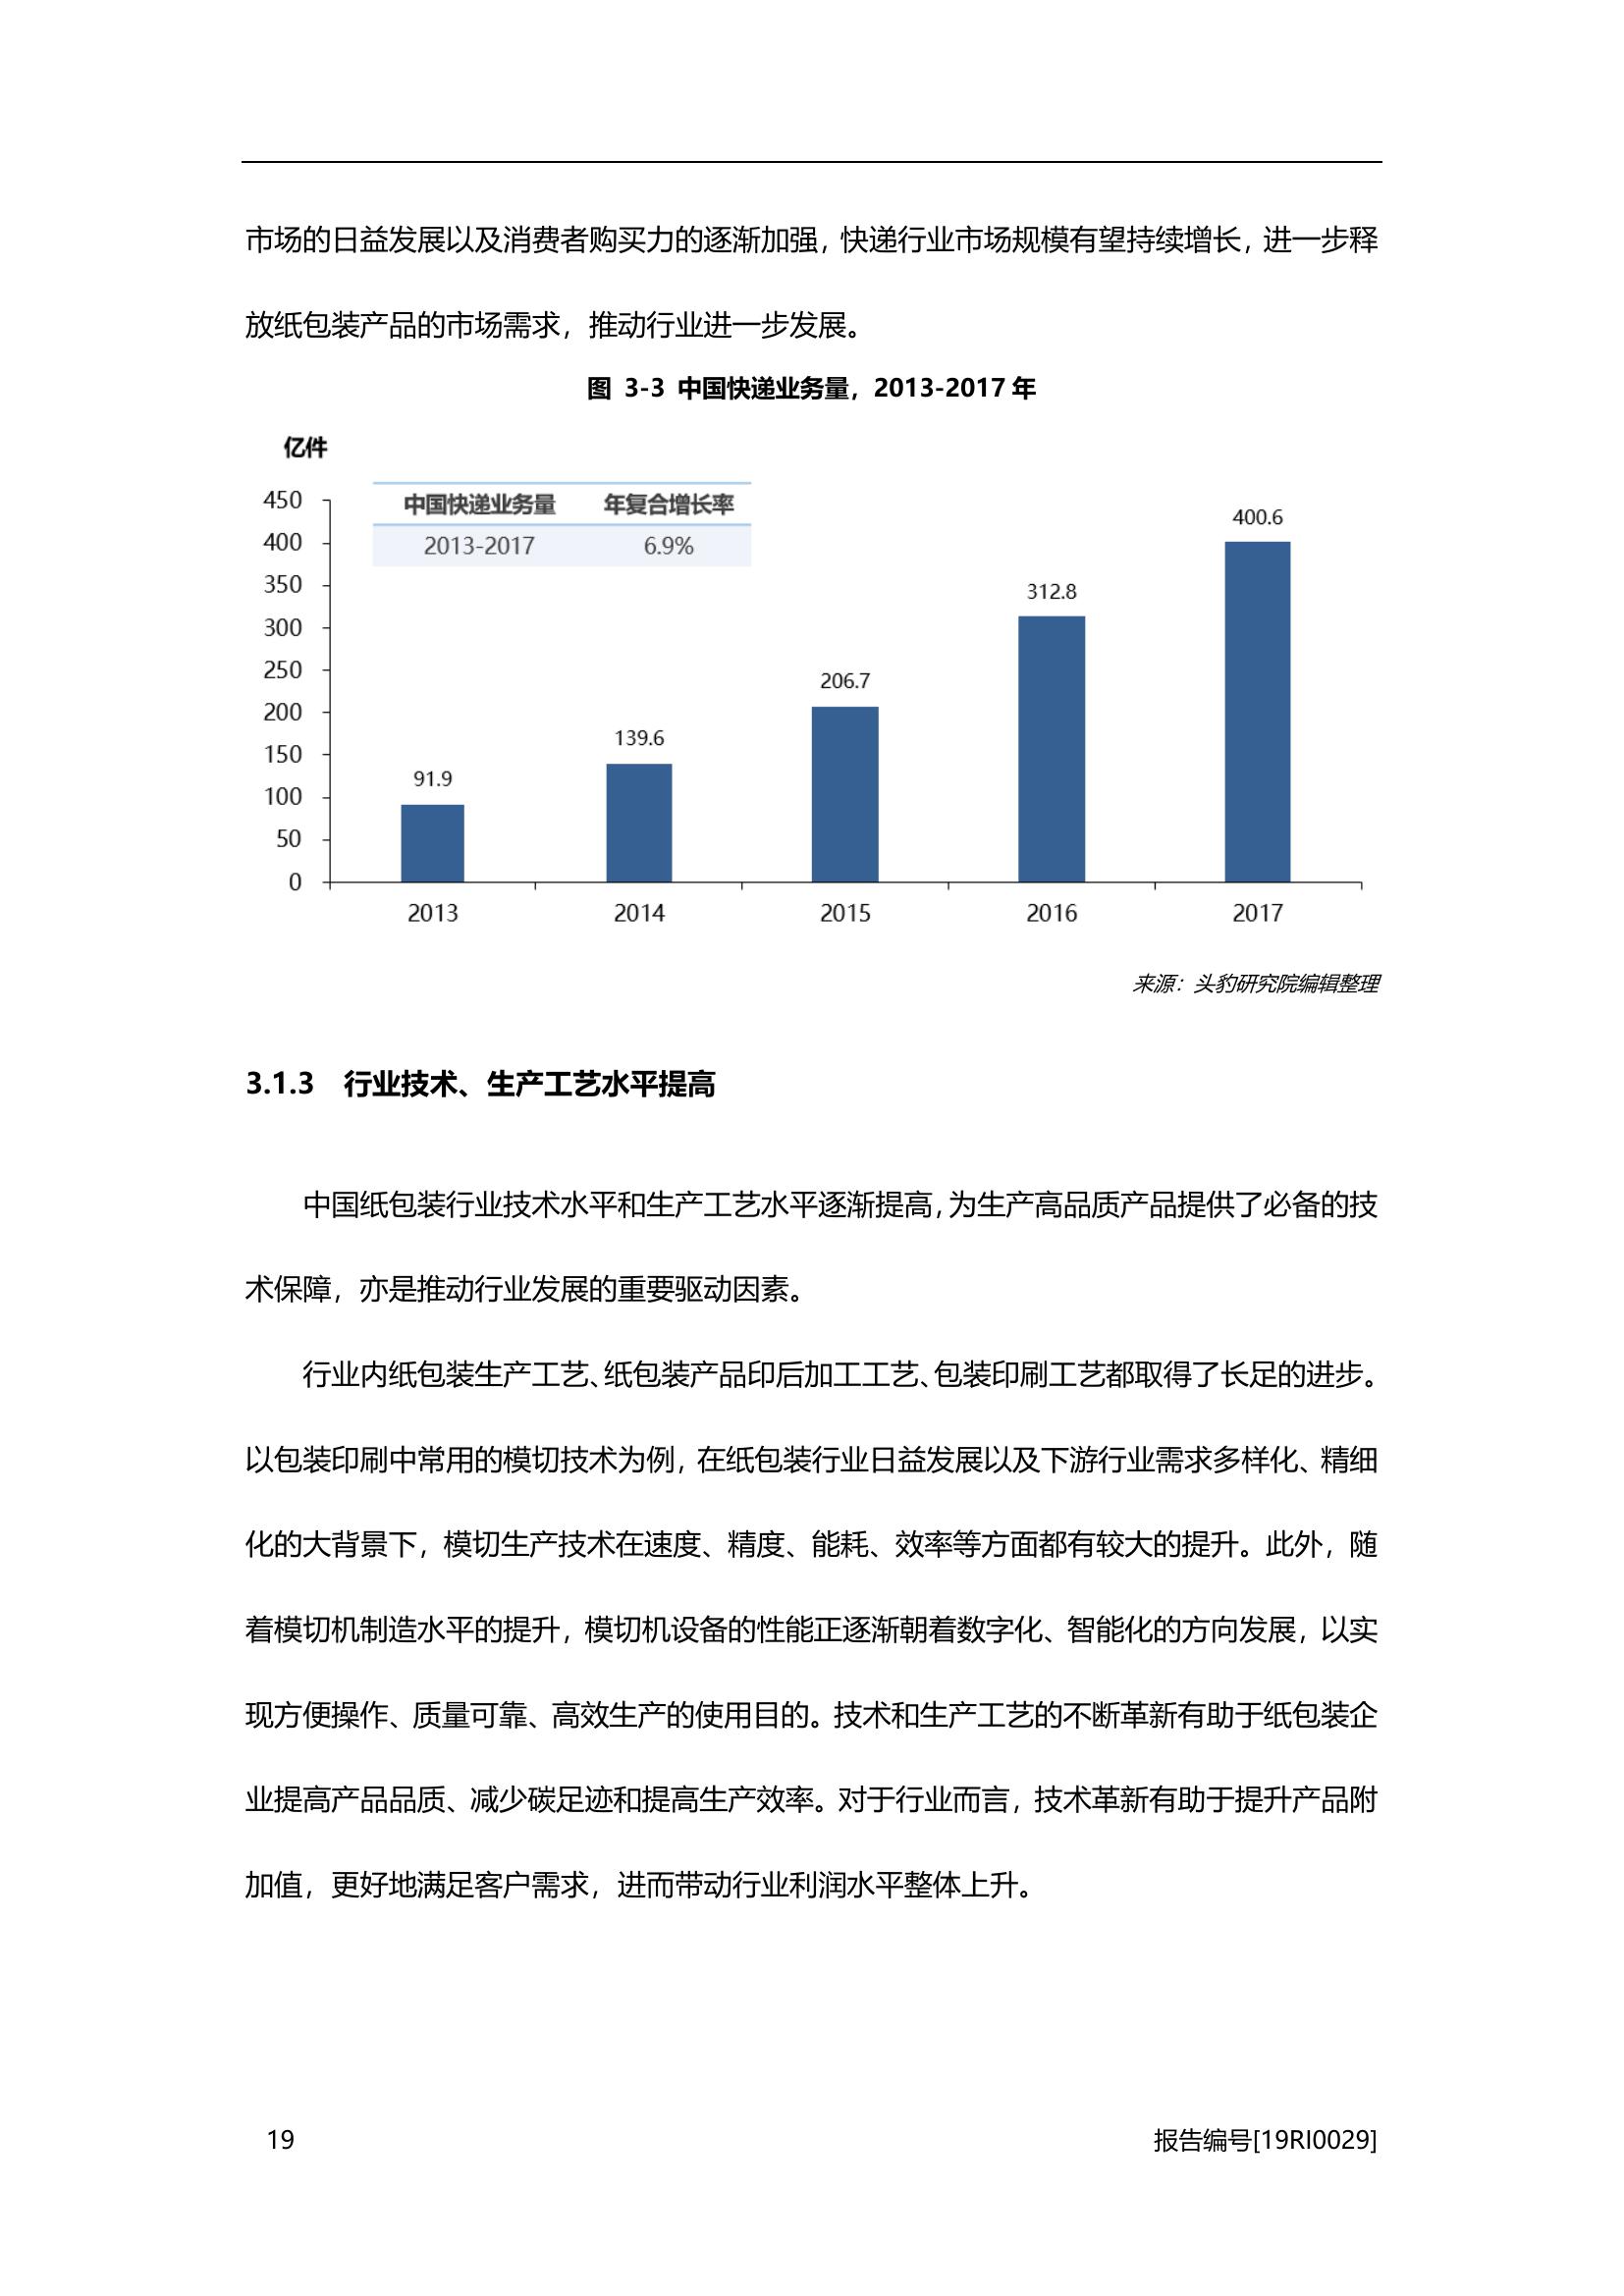 市场的日益发展以及消费者购买力的逐渐加强，快递行业市场规模有望持续增长，进一步释
放纸包装产品的市场需求，推动行业进一步发展。
图 3-3 中国快递业务量，2013-2017 年
亿件
中国快递业务量 年复合增长率
2013-2017 6.9%
450
400
350
300
250
200
150
100
50
0
91.9
139.6
206.7
312.8
400.6
2013 2014 2015 2016 2017
来源：头豹研究院编辑整理
3.1.3 行业技术、生产工艺水平提高
中国纸包装行业技术水平和生产工艺水平逐渐提高，为生产高品质产品提供了必备的技
术保障，亦是推动行业发展的重要驱动因素。
行业内纸包装生产工艺、纸包装产品印后加工工艺、包装印刷工艺都取得了长足的进步。
以包装印刷中常用的模切技术为例，在纸包装行业日益发展以及下游行业需求多样化、精细
化的大背景下，模切生产技术在速度、精度、能耗、效率等方面都有较大的提升。此外，随
着模切机制造水平的提升，模切机设备的性能正逐渐朝着数字化、智能化的方向发展，以实
现方便操作、质量可靠、高效生产的使用目的。技术和生产工艺的不断革新有助于纸包装企
业提高产品品质、减少碳足迹和提高生产效率。对于行业而言，技术革新有助于提升产品附
加值，更好地满足客户需求，进而带动行业利润水平整体上升。
19 报告编号[19RI0029]